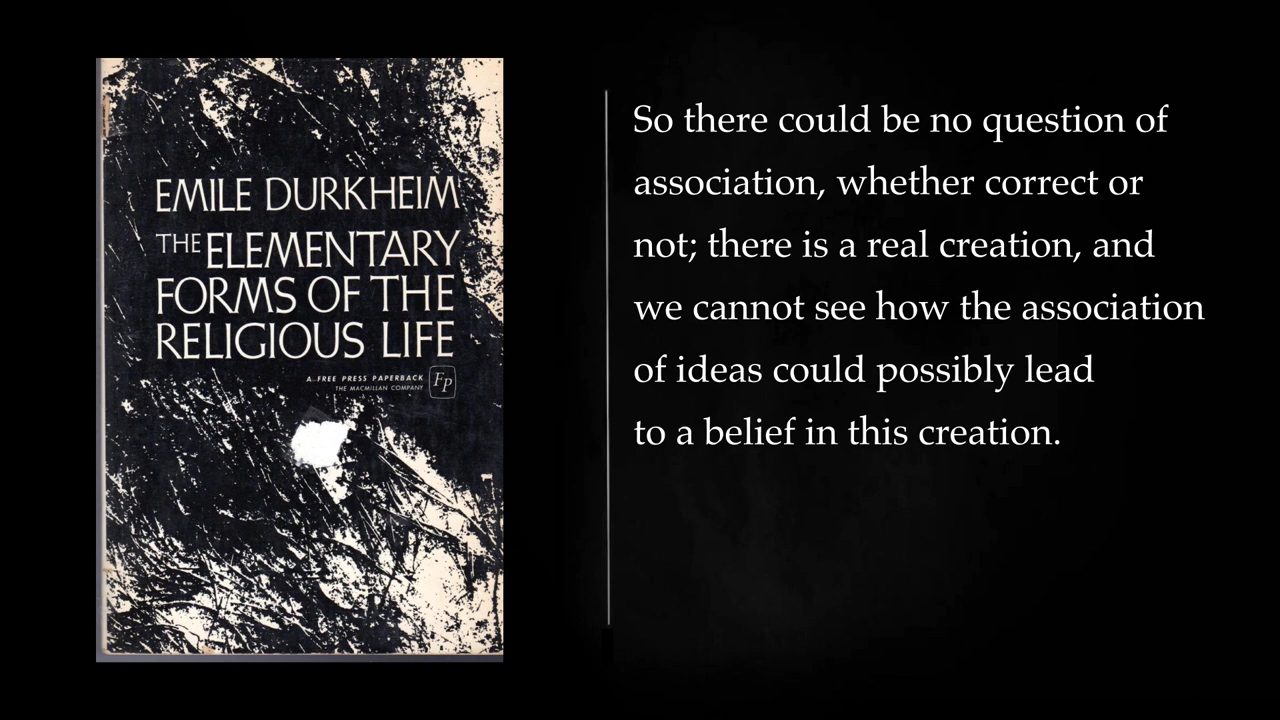 EMILE DURKHEIM
THE ELEMENTARY
FORMS OF THE
RELIGIOUS LIFE
A FREE PRESS PAPERBACK
THE MACMILLAN COMPANY
FP
So there could be no question of
association, whether correct or
not; there is a real creation, and
we cannot see how the association
of ideas could possibly lead
to a belief in this creation.